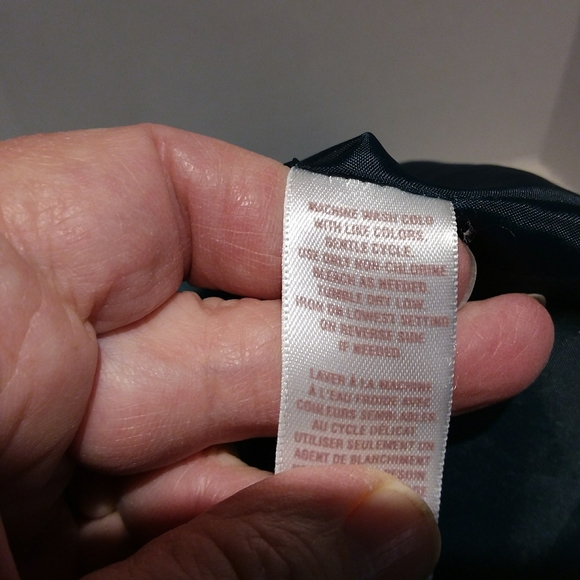 MACHINE WASH COLD
WITH LIKE COLORS,
GENTLE CYCLE.
USE ONLY NON-CHLORINE
BLEACH AS NEEDED.
TUMBLE DRY LOW.
IRON ON LOWEST SETTING
ON REVERSE SIDE
IF NEEDED.
LAVER À LA MACHINE
À L'EAU FROIDE AVEC
COULEURS SEMBLABLES
AU CYCLE DÉLICAT.
UTILISER SEULEMENT UN
AGENT DE BLANCHIMENT
BESOIN